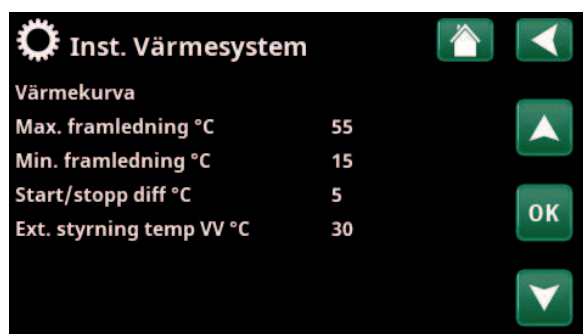 Inst. Värmesystem
Värmekurva
Max. framledning °C 55
Min. framledning °C 15
Start/stopp diff °C 5
Ext. styrning temp VV °C 30
OK